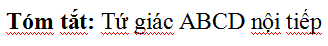 Tóm tắt: Tứ giác ABCD nội tiếp